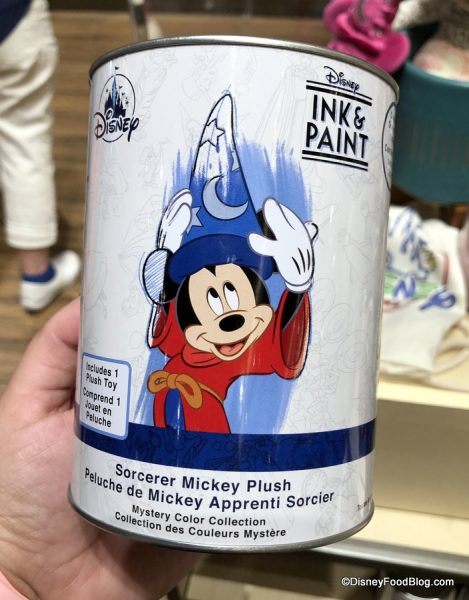 Disney
Disney
INK &
PAINT
Includes 1
Plush Toy
Comprend 1
Jouet en
Peluche
Sorcerer Mickey Plush
Peluche de Mickey Apprenti Sorcier
Mystery Color Collection
Collection des Couleurs Mystère
©DisneyFoodBlog.com